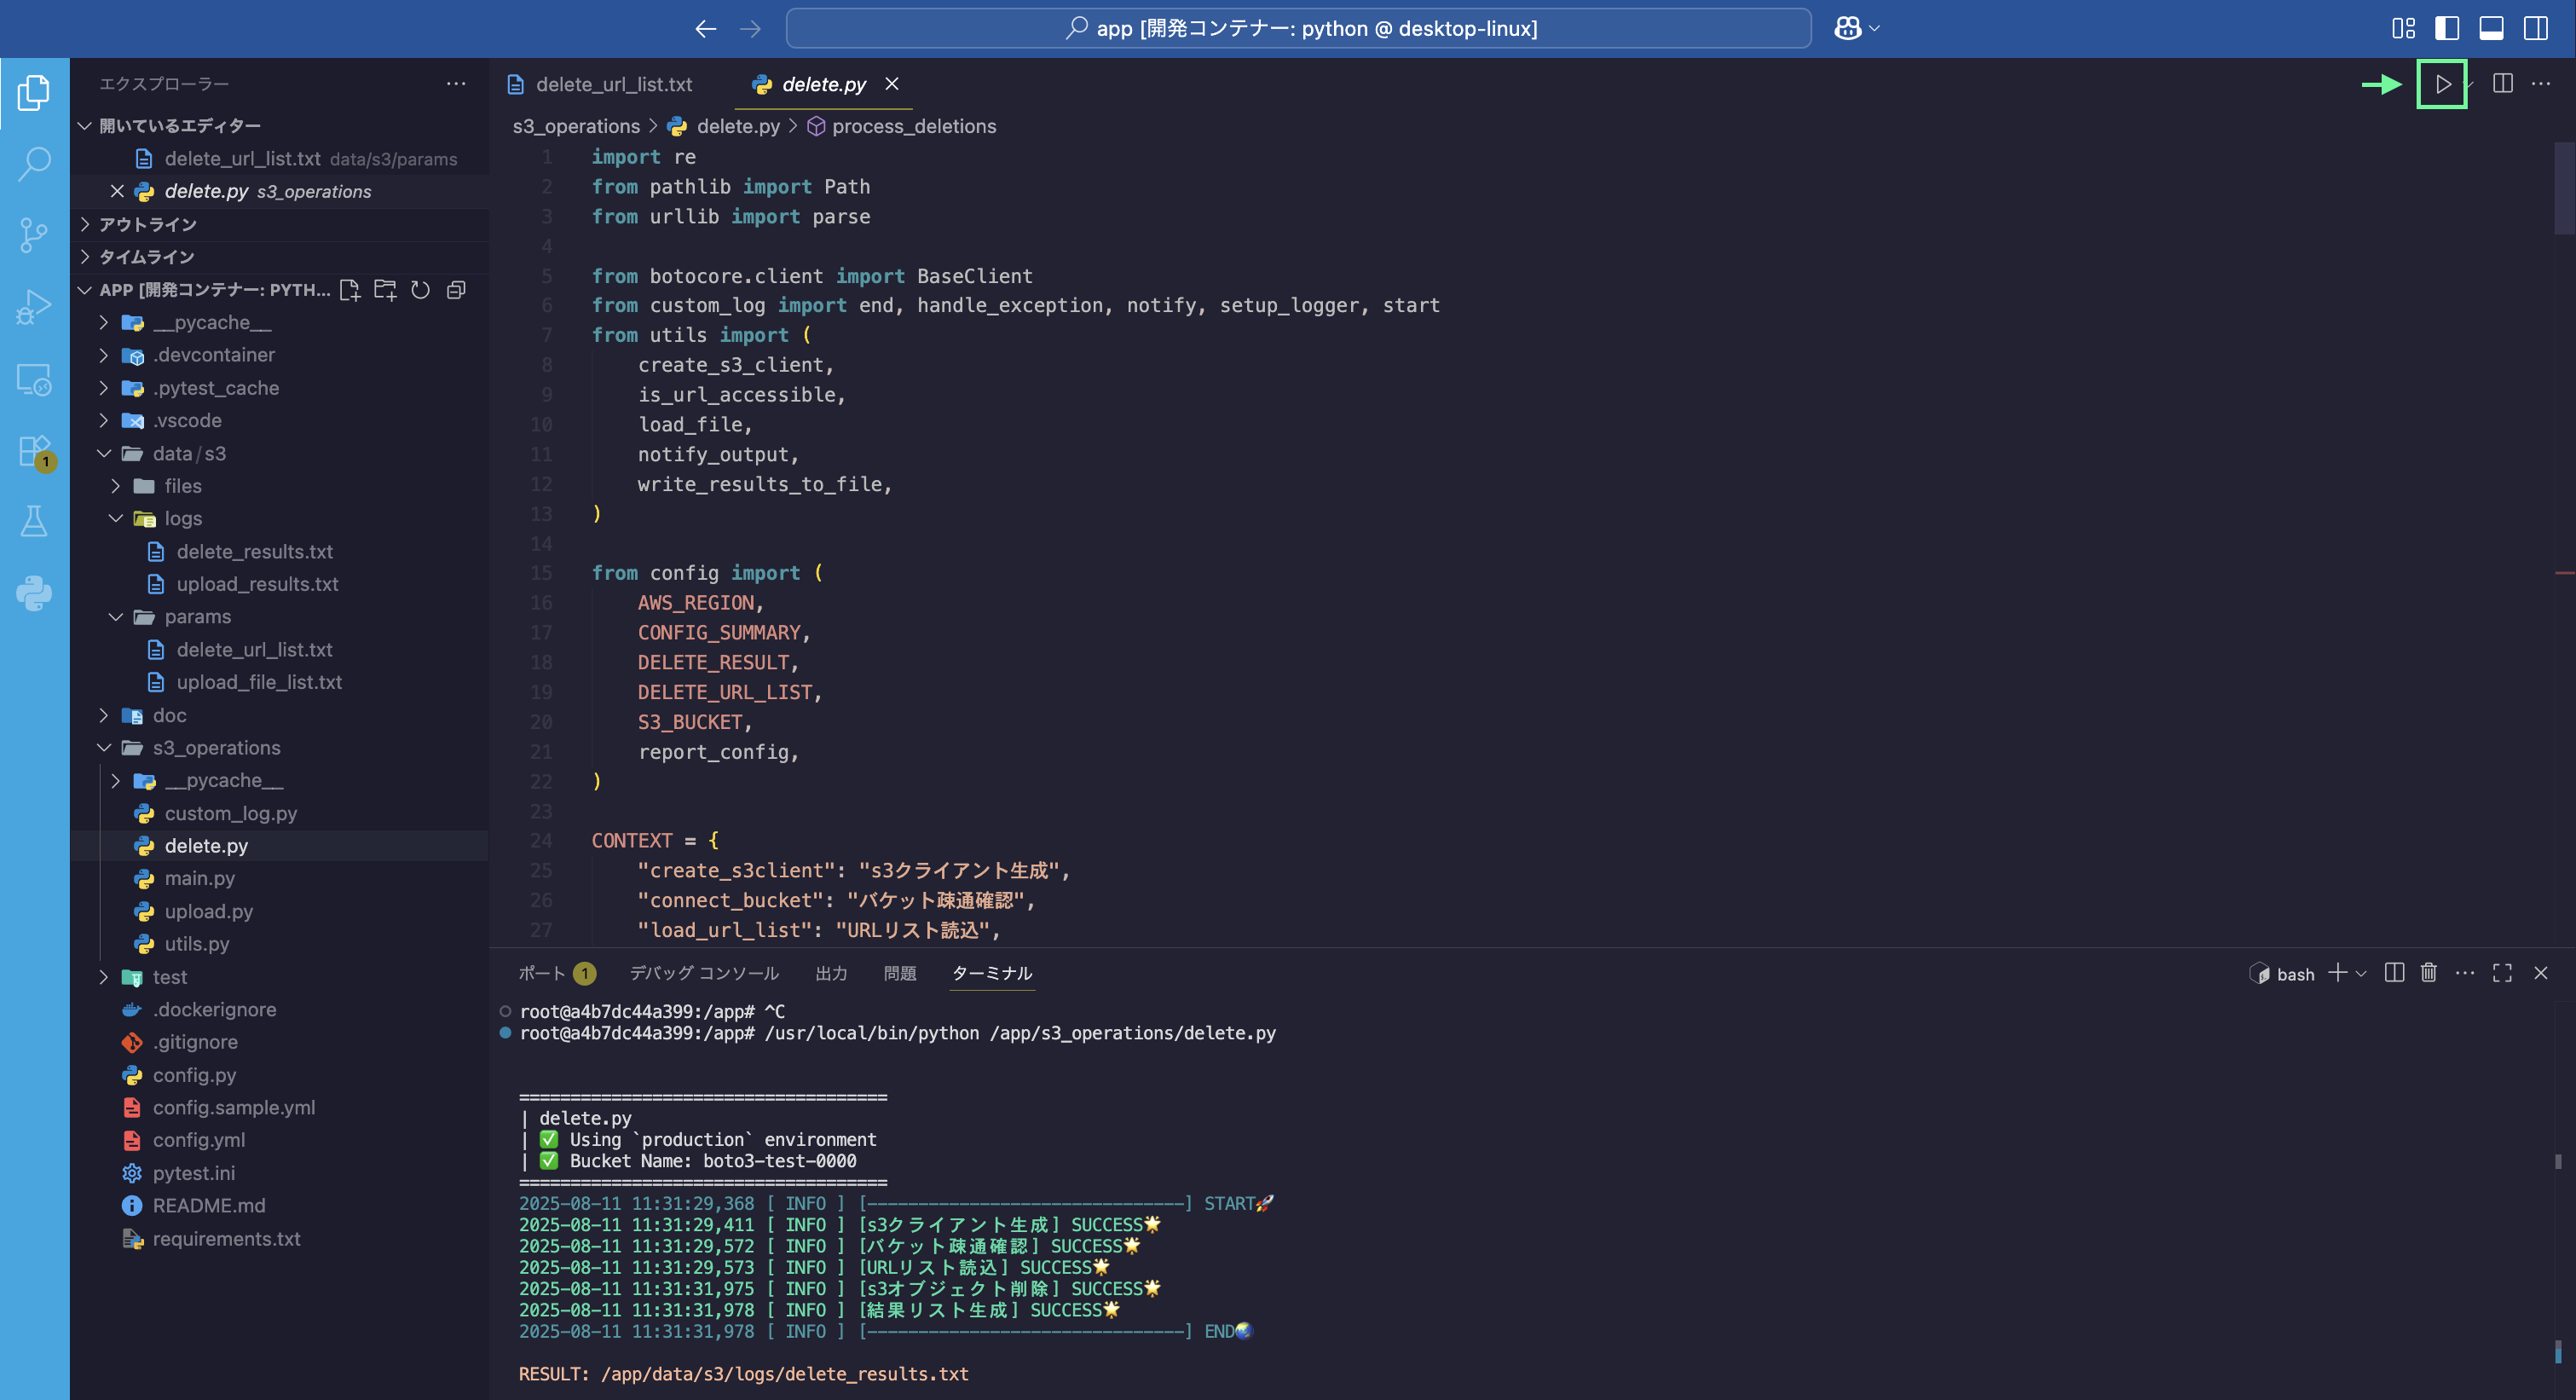 app [開発コンテナー: python @ desktop-linux]
エクスプローラー
開いているエディター
delete_url_list.txt data/s3/params
delete.py s3_operations
アウトライン
タイムライン
APP [開発コンテナー: PYTH...
__pycache__
.devcontainer
.pytest_cache
.vscode
data/s3
files
logs
delete_results.txt
upload_results.txt
params
delete_url_list.txt
upload_file_list.txt
doc
s3_operations
__pycache__
custom_log.py
delete.py
main.py
upload.py
utils.py
test
.dockerignore
.gitignore
config.py
config.sample.yml
config.yml
pytest.ini
README.md
requirements.txt
1
delete_url_list.txt
delete.py
s3_operations > delete.py > process_deletions
1 import re
2 from pathlib import Path
3 from urllib import parse
4
5 from botocore.client import BaseClient
6 from custom_log import end, handle_exception, notify, setup_logger, start
7 from utils import (
8 create_s3_client,
9 is_url_accessible,
10 load_file,
11 notify_output,
12 write_results_to_file,
13 )
14
15 from config import (
16 AWS_REGION,
17 CONFIG_SUMMARY,
18 DELETE_RESULT,
19 DELETE_URL_LIST,
20 S3_BUCKET,
21 report_config,
22 )
23
24 CONTEXT = {
25 "create_s3client": "s3クライアント生成",
26 "connect_bucket": "バケット疎通確認",
27 "load_url_list": "URLリスト読込",
ポート 1 デバッグ コンソール 出力 問題 ターミナル
bash
root@a4b7dc44a399:/app# ^C
root@a4b7dc44a399:/app# /usr/local/bin/python /app/s3_operations/delete.py
====================================
| delete.py
| ✅ Using `production` environment
| ✅ Bucket Name: boto3-test-0000
====================================
2025-08-11 11:31:29,368 [ INFO ] [-------------------------------] START🚀
2025-08-11 11:31:29,411 [ INFO ] [s3クライアント生成] SUCCESS🌟
2025-08-11 11:31:29,572 [ INFO ] [バケット疎通確認] SUCCESS🌟
2025-08-11 11:31:29,573 [ INFO ] [URLリスト読込] SUCCESS🌟
2025-08-11 11:31:31,975 [ INFO ] [s3オブジェクト削除] SUCCESS🌟
2025-08-11 11:31:31,978 [ INFO ] [結果リスト生成] SUCCESS🌟
2025-08-11 11:31:31,978 [ INFO ] [-------------------------------] END🌏
RESULT: /app/data/s3/logs/delete_results.txt